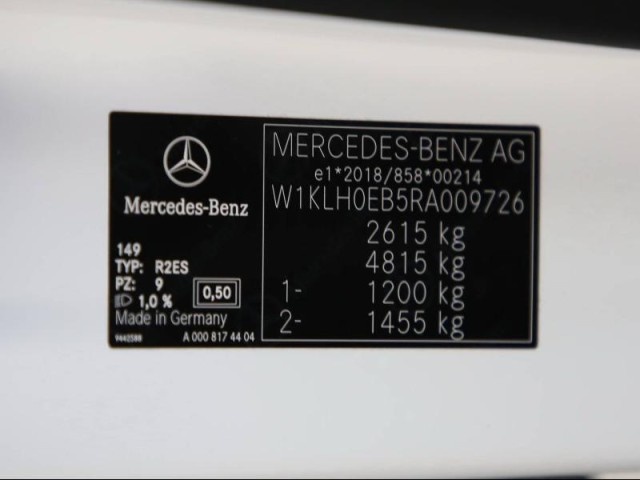 Mercedes-Benz
149
TYP: R2ES
PZ: 9
1,0 %
0,50
Made in Germany
9442588
A 000 817 44 04
MERCEDES-BENZ AG
e1*2018/858*00214
W1KLH0EB5RA009726
2615 kg
4815 kg
1- 1200 kg
2- 1455 kg